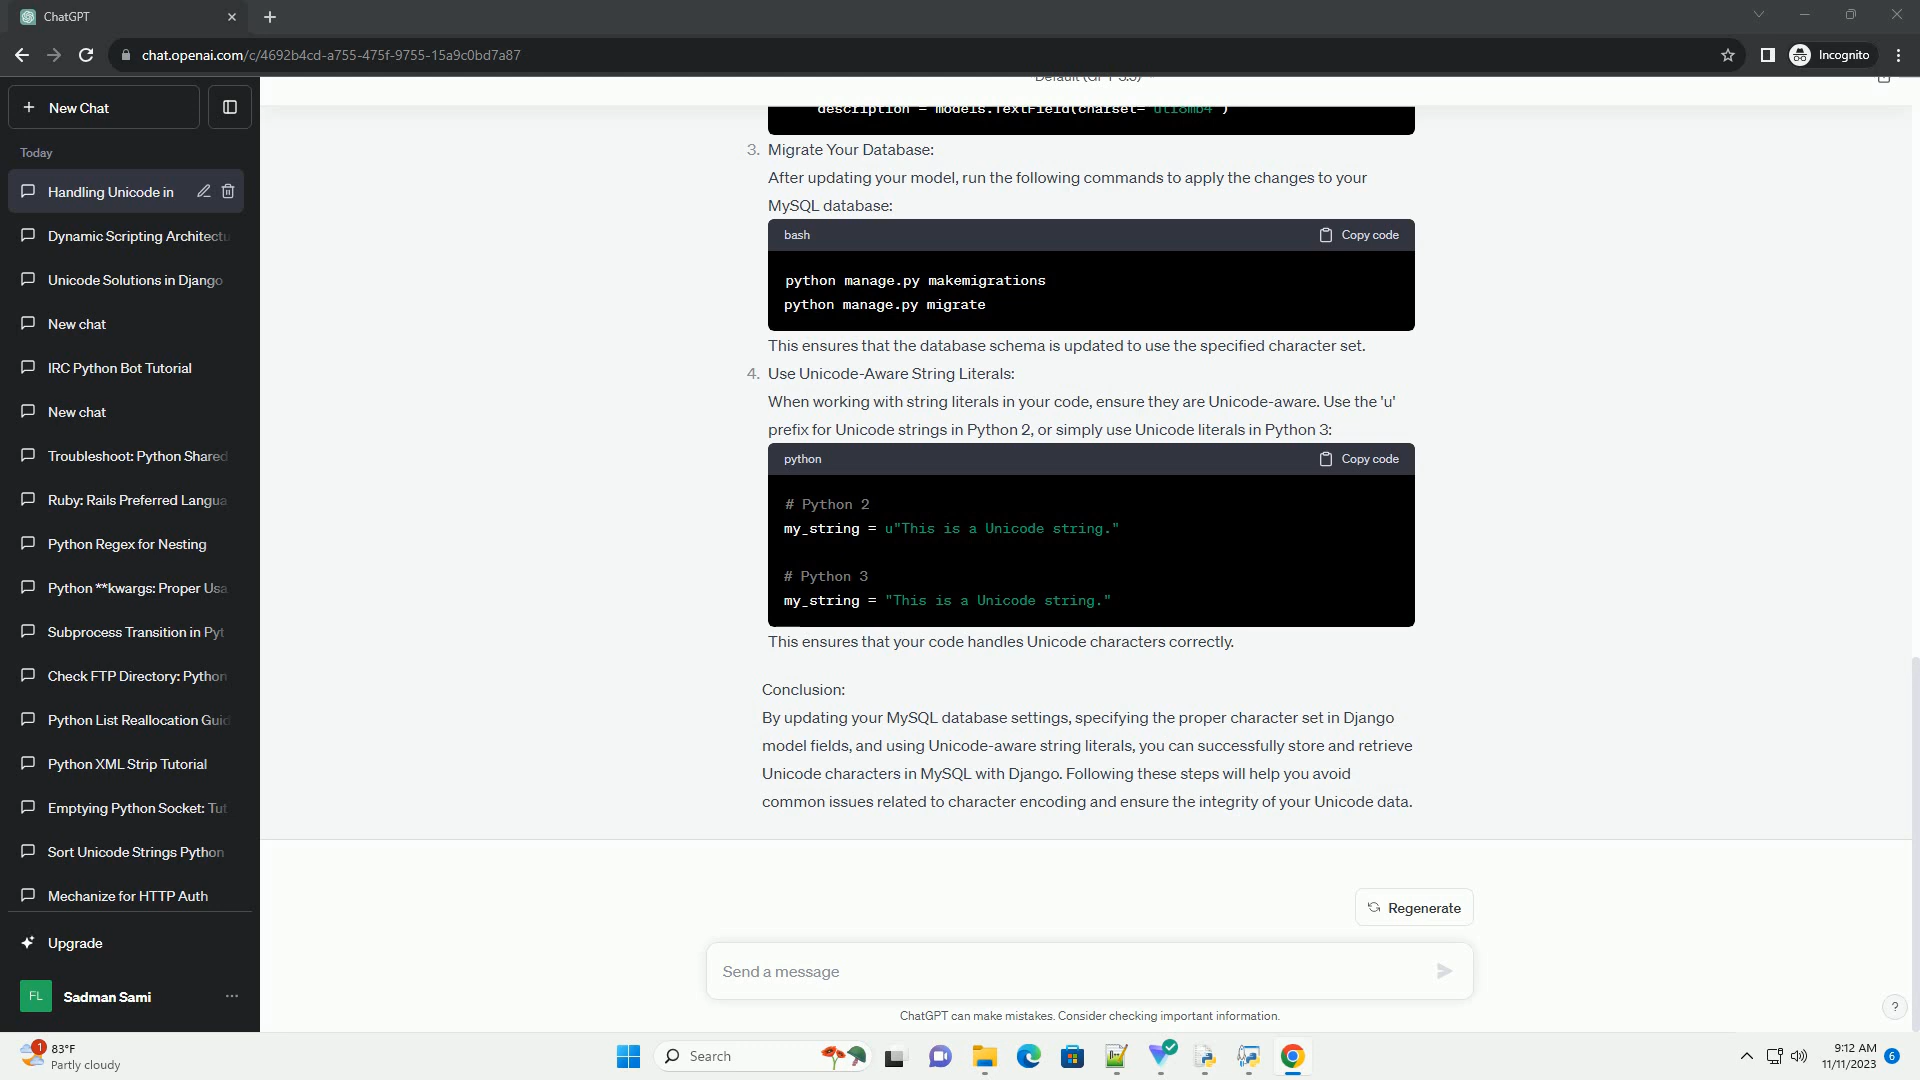 ChatGPT
chat.openai.com/c/4692b4cd-a755-475f-9755-15a9c0bd7a87
Incognito
New Chat
Today
Handling Unicode in
Dynamic Scripting Architectu
Unicode Solutions in Django
New chat
IRC Python Bot Tutorial
New chat
Troubleshoot: Python Shared
Ruby: Rails Preferred Langua
Python Regex for Nesting
Python **kwargs: Proper Usa
Subprocess Transition in Pyt
Check FTP Directory: Python
Python List Reallocation Guid
Python XML Strip Tutorial
Emptying Python Socket: Tut
Sort Unicode Strings Python
Mechanize for HTTP Auth
Upgrade
FL
Sadman Sami
Default (GPT-3.5)
description = models.TextField(charset='utf8mb4')
3. Migrate Your Database:
After updating your model, run the following commands to apply the changes to your
MySQL database:
bash
Copy code
python manage.py makemigrations
python manage.py migrate
This ensures that the database schema is updated to use the specified character set.
4. Use Unicode-Aware String Literals:
When working with string literals in your code, ensure they are Unicode-aware. Use the 'u'
prefix for Unicode strings in Python 2, or simply use Unicode literals in Python 3:
python
Copy code
# Python 2
my_string = u"This is a Unicode string."
# Python 3
my_string = "This is a Unicode string."
This ensures that your code handles Unicode characters correctly.
Conclusion:
By updating your MySQL database settings, specifying the proper character set in Django
model fields, and using Unicode-aware string literals, you can successfully store and retrieve
Unicode characters in MySQL with Django. Following these steps will help you avoid
common issues related to character encoding and ensure the integrity of your Unicode data.
Regenerate
Send a message
ChatGPT can make mistakes. Consider checking important information.
?
1
83°F
Partly cloudy
Search
9:12 AM
11/11/2023
6